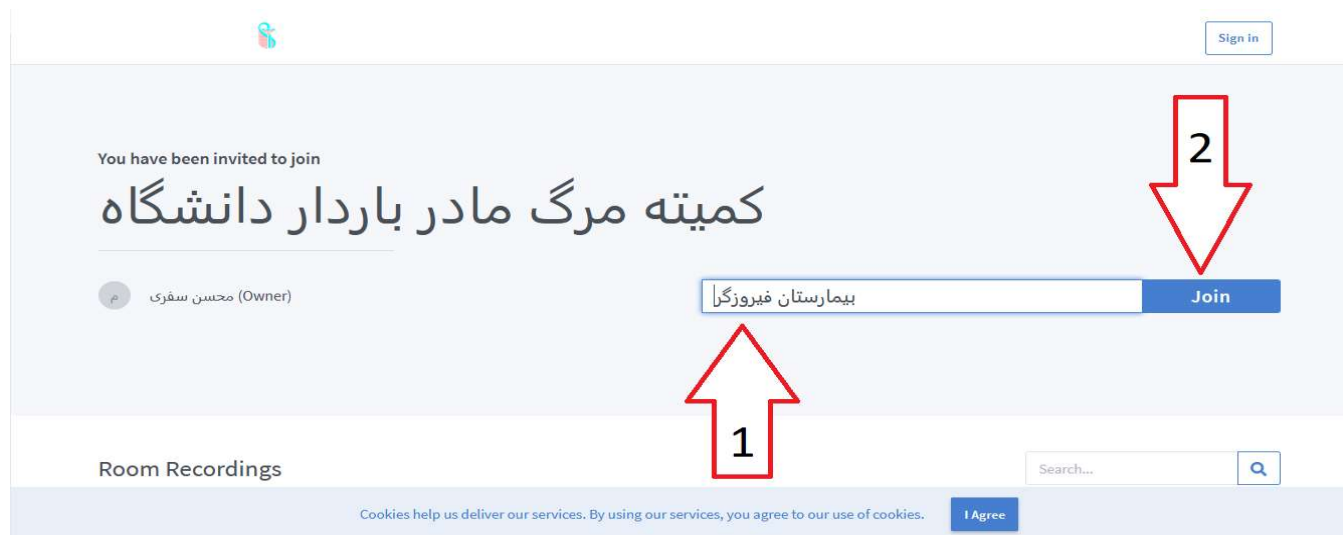 Sign in
2
You have been invited to join
کمیته مرگ مادر باردار دانشگاه
م
محسن سفری (Owner)
بیمارستان فیروزگر
Join
1
Room Recordings
Search...
Cookies help us deliver our services. By using our services, you agree to our use of cookies.
I Agree